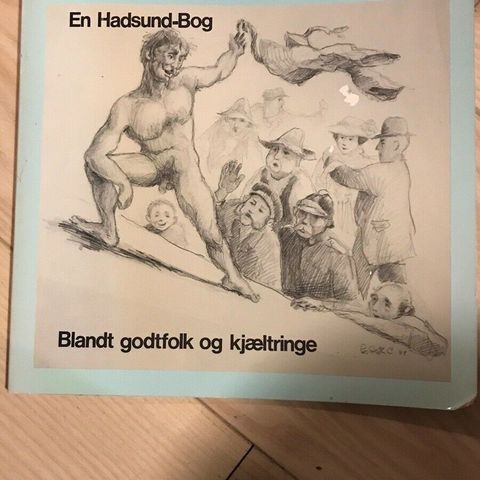 En Hadsund-Bog
Blandt godtfolk og kjæltringe